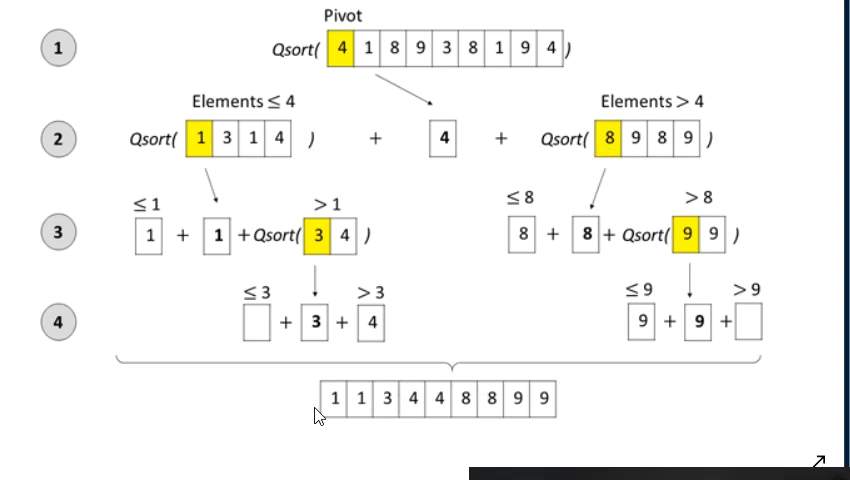 Pivot
1 Qsort( 4 1 8 9 3 8 1 9 4 )
Elements ≤ 4 Elements > 4
2 Qsort( 1 3 1 4 ) + 4 + Qsort( 8 9 8 9 )
≤ 1 > 1 ≤ 8 > 8
3 1 + 1 + Qsort( 3 4 ) 8 + 8 + Qsort( 9 9 )
≤ 3 > 3 ≤ 9 > 9
4 + 3 + 4 9 + 9 +
1 1 3 4 4 8 8 9 9